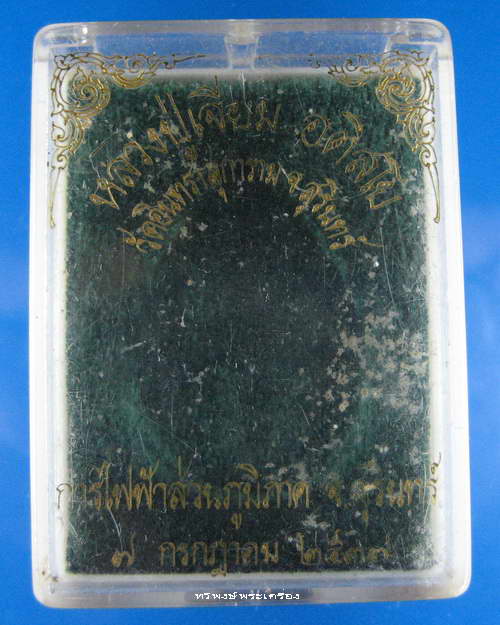 หลวงปู่เจียม อติสโย
วัดอินทราสุการาม จ.สุรินทร์
การไฟฟ้าส่วนภูมิภาค จ.สุรินทร์
๗ กรกฎาคม ๒๕๓๗
ทวีพงษ์พระเครื่อง